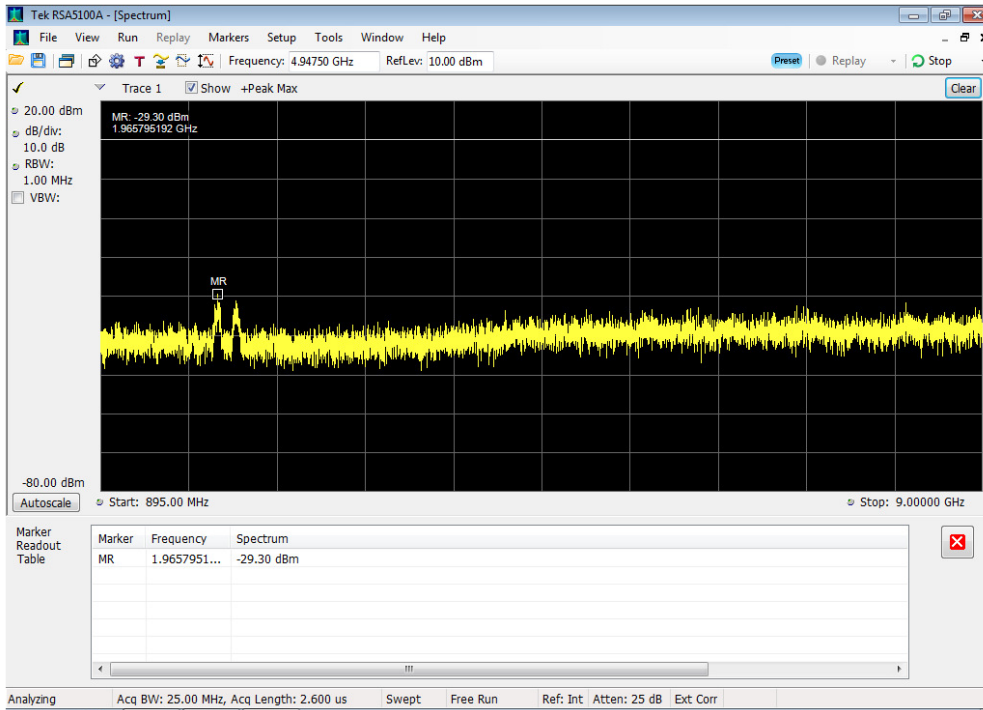 Tek RSA5100A - [Spectrum]
File View Run Replay Markers Setup Tools Window Help
T Frequency: 4.94750 GHz RefLev: 10.00 dBm Preset Replay Stop
Trace 1 Show +Peak Max Clear
20.00 dBm
dB/div:
10.0 dB
RBW:
1.00 MHz
VBW:
MR: -29.30 dBm
1.965795192 GHz
MR
-80.00 dBm
Autoscale Start: 895.00 MHz Stop: 9.00000 GHz
Marker
Readout
Table
Marker Frequency Spectrum
MR 1.9657951... -29.30 dBm
Analyzing Acq BW: 25.00 MHz, Acq Length: 2.600 us Swept Free Run Ref: Int Atten: 25 dB Ext Corr